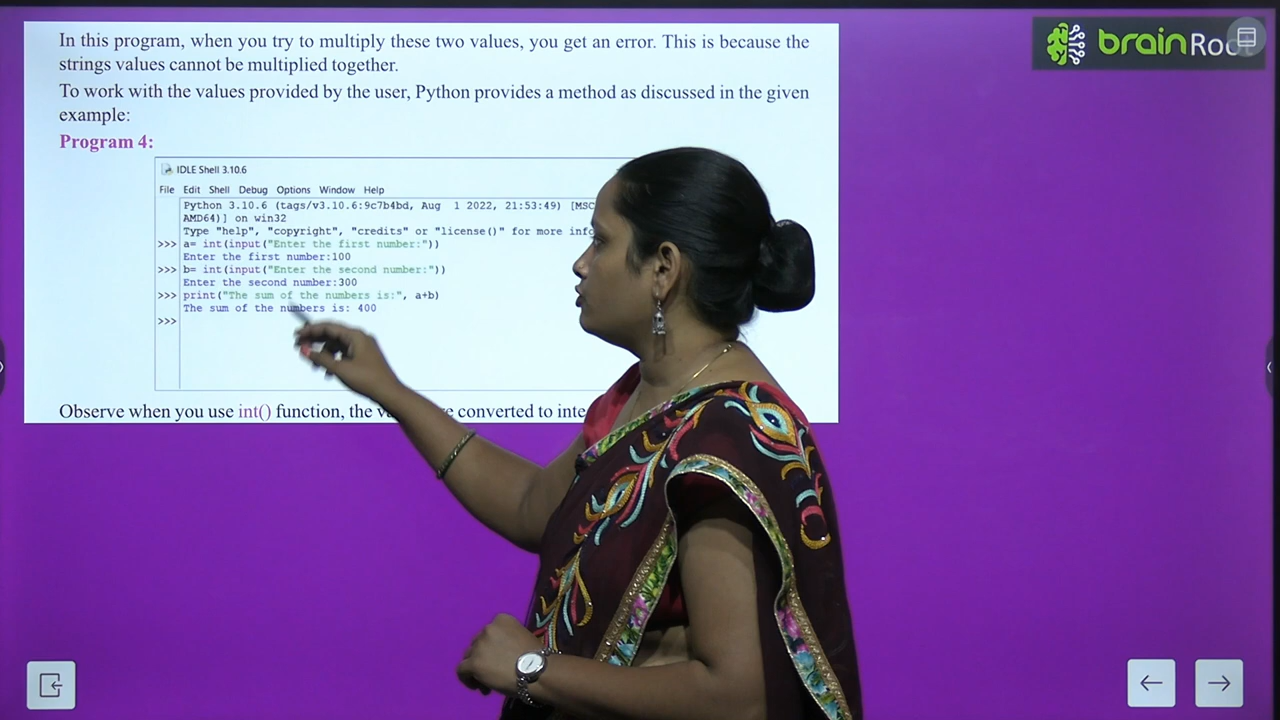 In this program, when you try to multiply these two values, you get an error. This is because the
strings values cannot be multiplied together.
To work with the values provided by the user, Python provides a method as discussed in the given
example:
Program 4:
IDLE Shell 3.10.6
File Edit Shell Debug Options Window Help
Python 3.10.6 (tags/v3.10.6:9c7b4bd, Aug  1 2022, 21:53:49) [MSC
AMD64)] on win32
Type "help", "copyright", "credits" or "license()" for more info
>>> a= int(input("Enter the first number:"))
Enter the first number:100
>>> b= int(input("Enter the second number:"))
Enter the second number:300
>>> print("The sum of the numbers is:", a+b)
The sum of the numbers is: 400
>>>
Observe when you use int() function, the converted to inte
brainRoot